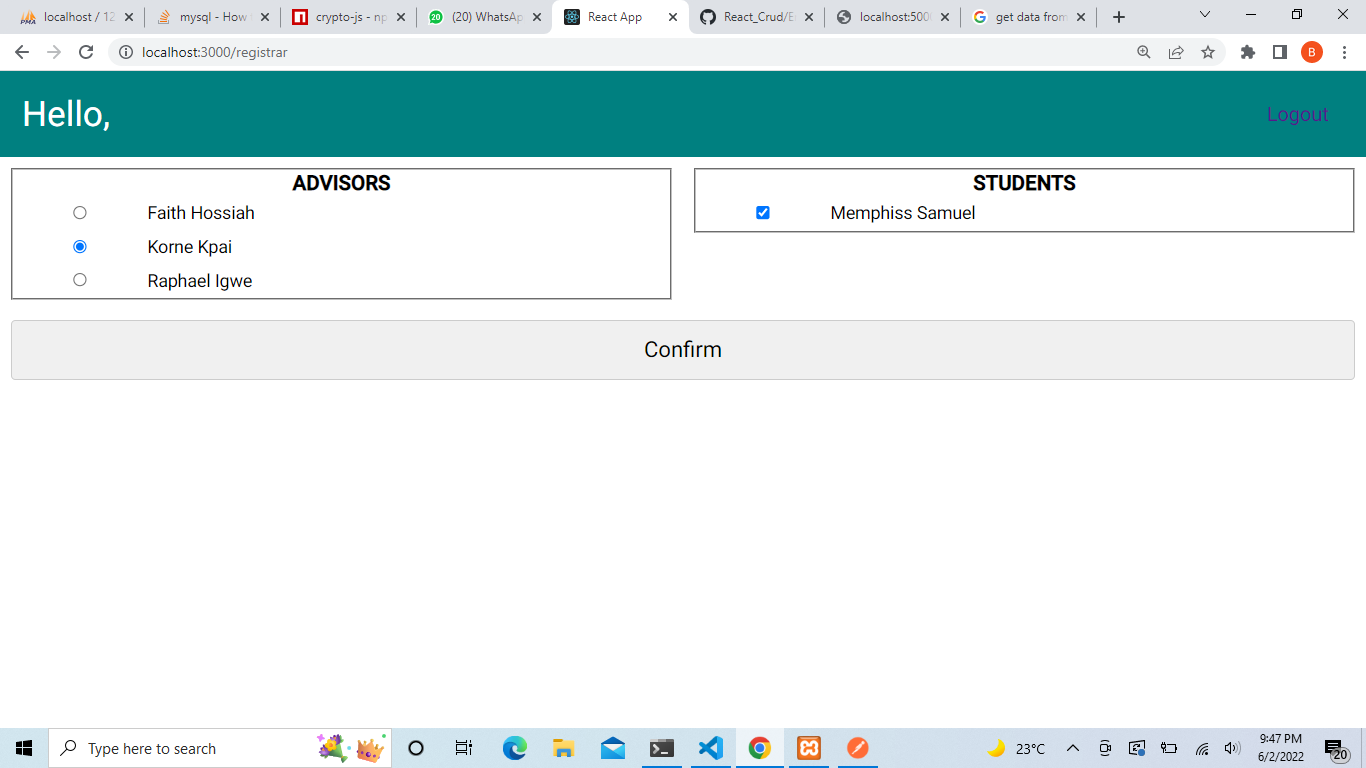 localhost / 12
mysql - How
crypto-js - np
(20) WhatsAp
React App
React_Crud/E
localhost:500
get data from
localhost:3000/registrar
B
Hello,
Logout
ADVISORS
Faith Hossiah
Korne Kpai
Raphael Igwe
STUDENTS
Memphiss Samuel
Confirm
Type here to search
23°C
9:47 PM
6/2/2022
20